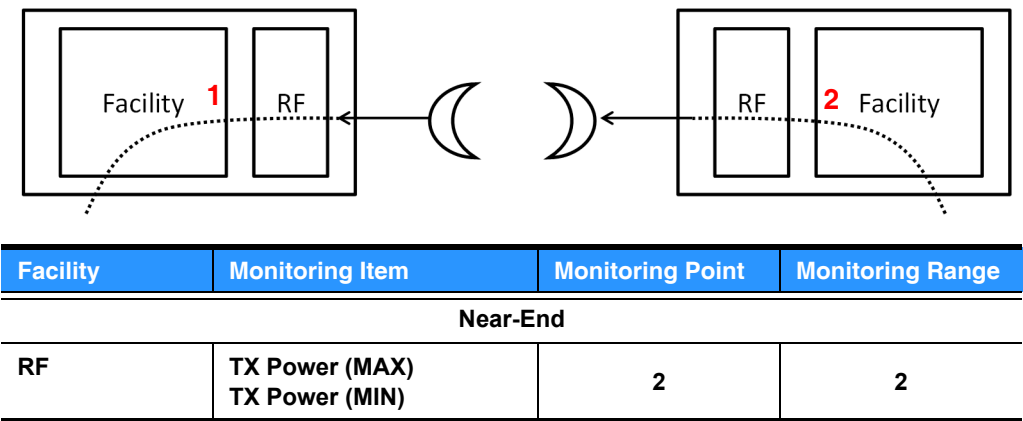 Facility 1 RF RF 2 Facility
Facility Monitoring Item Monitoring Point Monitoring Range
Near-End
RF TX Power (MAX) 2 2
TX Power (MIN)